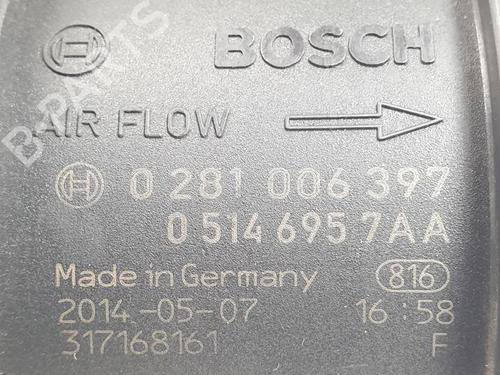 BOSCH
B-PARTS
AIR FLOW
0 281 006 397
0 514 695 7AA
Made in Germany 816
2014-05-07 16:58
317168161 F